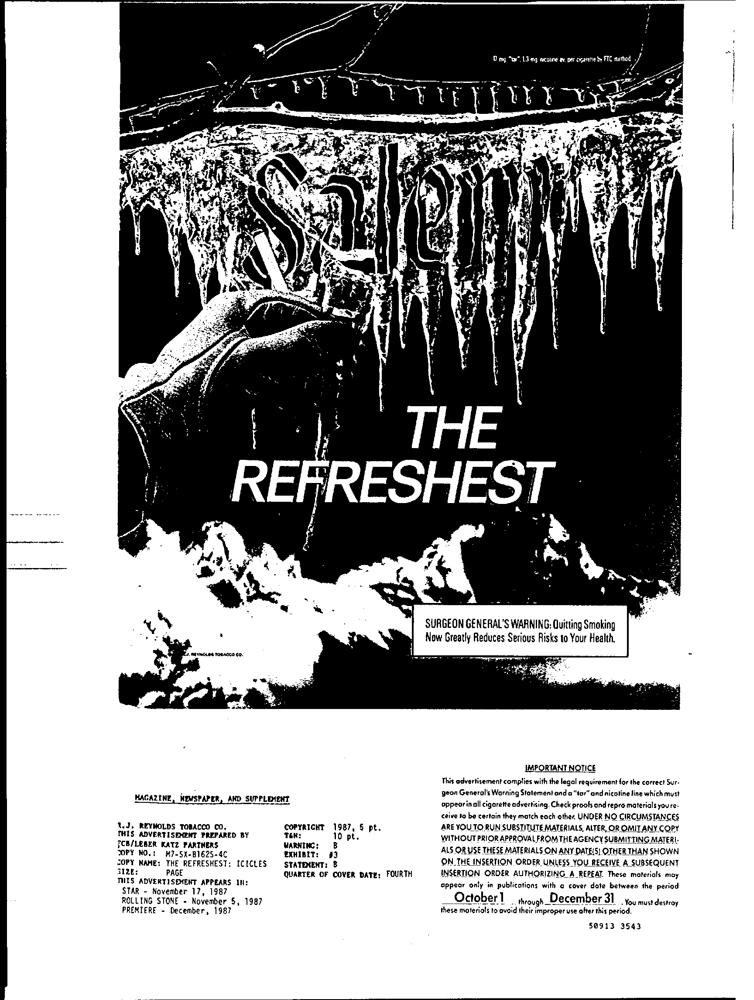 mg "tar", 1.3 mg nicotine av. per cigarette by FTC method.
Salem
THE
REFRESHEST
SURGEON GENERAL'S WARNING: Quitting Smoking
Now Greatly Reduces Serious Risks to Your Health.
REYNOLDS TOBACCO CO.
IMPORTANT NOTICE
This advertisement complies with the legal requirement for the correct Sur-
geon General's Warning Statement and a "tar" and nicotine line which must
appear in all cigarette advertising. Check proofs and repro materials you re-
ceive to be certain they match each other. UNDER NO CIRCUMSTANCES
ARE YOU TO RUN SUBSTITUTE MATERIALS, ALTER, OR OMIT ANY COPY
WITHOUT PRIOR APPROVAL FROM THE AGENCY SUBMITTING MATERI-
ALS OR USE THESE MATERIALS ON ANY DATE(S) OTHER THAN SHOWN
ON THE INSERTION ORDER UNLESS YOU RECEIVE A SUBSEQUENT
INSERTION ORDER AUTHORIZING A REPEAT. These materials may
appear only in publications with a cover date between the period
October 1 through December 31. You must destroy
these materials to avoid their improper use after this period.
MAGAZINE, NEWSPAPER, AND SUPPLEMENT
R.J. REYNOLDS TOBACCO CO.
THIS ADVERTISEMENT PREPARED BY
FCB/LEBER KATZ PARTNERS
COPY NO.: M7-SX-B1625-4C
COPY NAME: THE REFRESHEST: ICICLES
SIZE: PAGE
THIS ADVERTISEMENT APPEARS IN:
STAR - November 17, 1987
ROLLING STONE - November 5, 1987
PREMIERE - December, 1987
COPYRIGHT 1987, 5 pt.
T&N: 10 pt.
WARNING: B
EXHIBIT: #3
STATEMENT: B
QUARTER OF COVER DATE: FOURTH
50913 3543